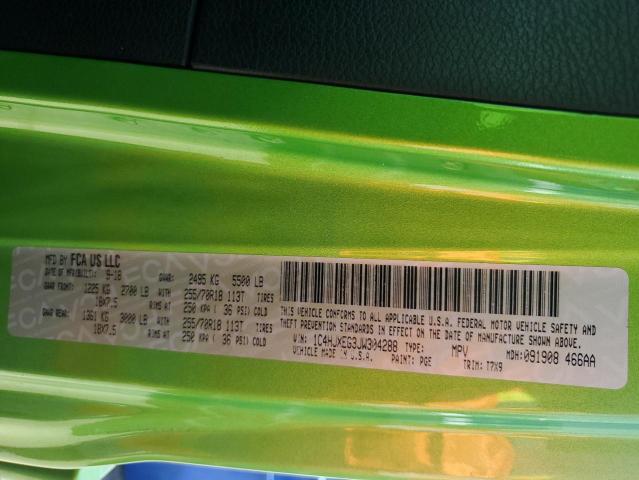 MFD BY FCA US LLC
DATE OF MFR(BUILT): 9-18 GVWR: 2495 KG 5500 LB
GAWR FRONT: 1225 KG 2700 LB WITH 255/70R18 113T TIRES
18X7.5 RIMS AT 250 KPA ( 36 PSI) COLD
GAWR REAR: 1361 KG 3000 LB WITH 255/70R18 113T TIRES
18X7.5 RIMS AT 250 KPA ( 36 PSI) COLD
THIS VEHICLE CONFORMS TO ALL APPLICABLE U.S.A. FEDERAL MOTOR VEHICLE SAFETY AND
THEFT PREVENTION STANDARDS IN EFFECT ON THE DATE OF MANUFACTURE SHOWN ABOVE.
VIN: 1C4HJXEG3JW304288 TYPE: MPV MDH: 091908 466AA
VEHICLE MADE IN U.S.A. PAINT: PGE TRIM: T7X9